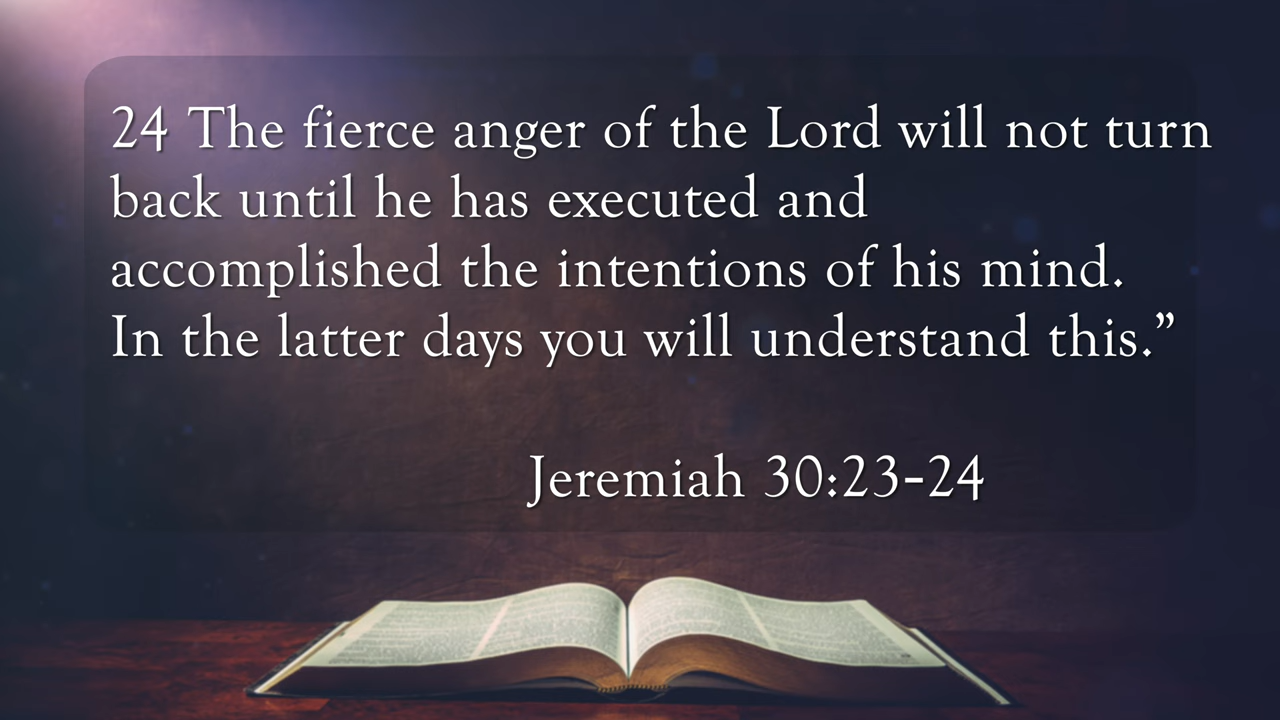 24 The fierce anger of the Lord will not turn
back until he has executed and
accomplished the intentions of his mind.
In the latter days you will understand this.”
Jeremiah 30:23-24